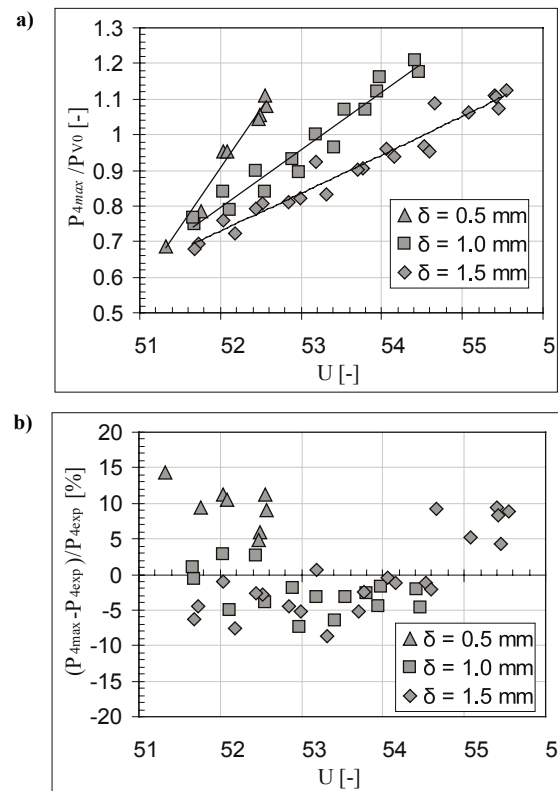 a)
P4max/PV0 [-]
1.3
1.2
1.1
1
0.9
0.8
0.7
0.6
0.5
δ = 0.5 mm
δ = 1.0 mm
δ = 1.5 mm
51 52 53 54 55 5
U [-]
b)
(P4max-P4exp)/P4exp [%]
20
15
10
5
0
-5
-10
-15
-20
δ = 0.5 mm
δ = 1.0 mm
δ = 1.5 mm
51 52 53 54 55 5
U [-]